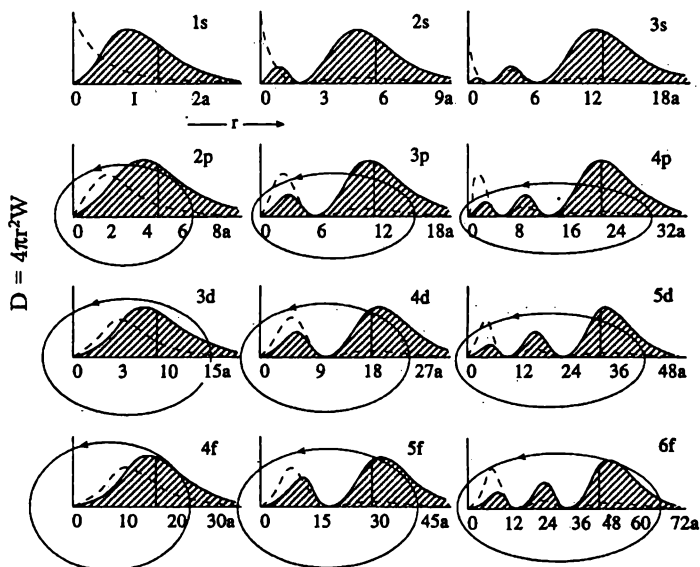 1s 2s 3s
0 I 2a 0 3 6 9a 0 6 12 18a
r
2p 3p 4p
0 2 4 6 8a 0 6 12 18a 0 8 16 24 32a
D = 4πr²W
3d 4d 5d
0 3 10 15a 0 9 18 27a 0 12 24 36 48a
4f 5f 6f
0 10 20 30a 0 15 30 45a 0 12 24 36 48 60 72a